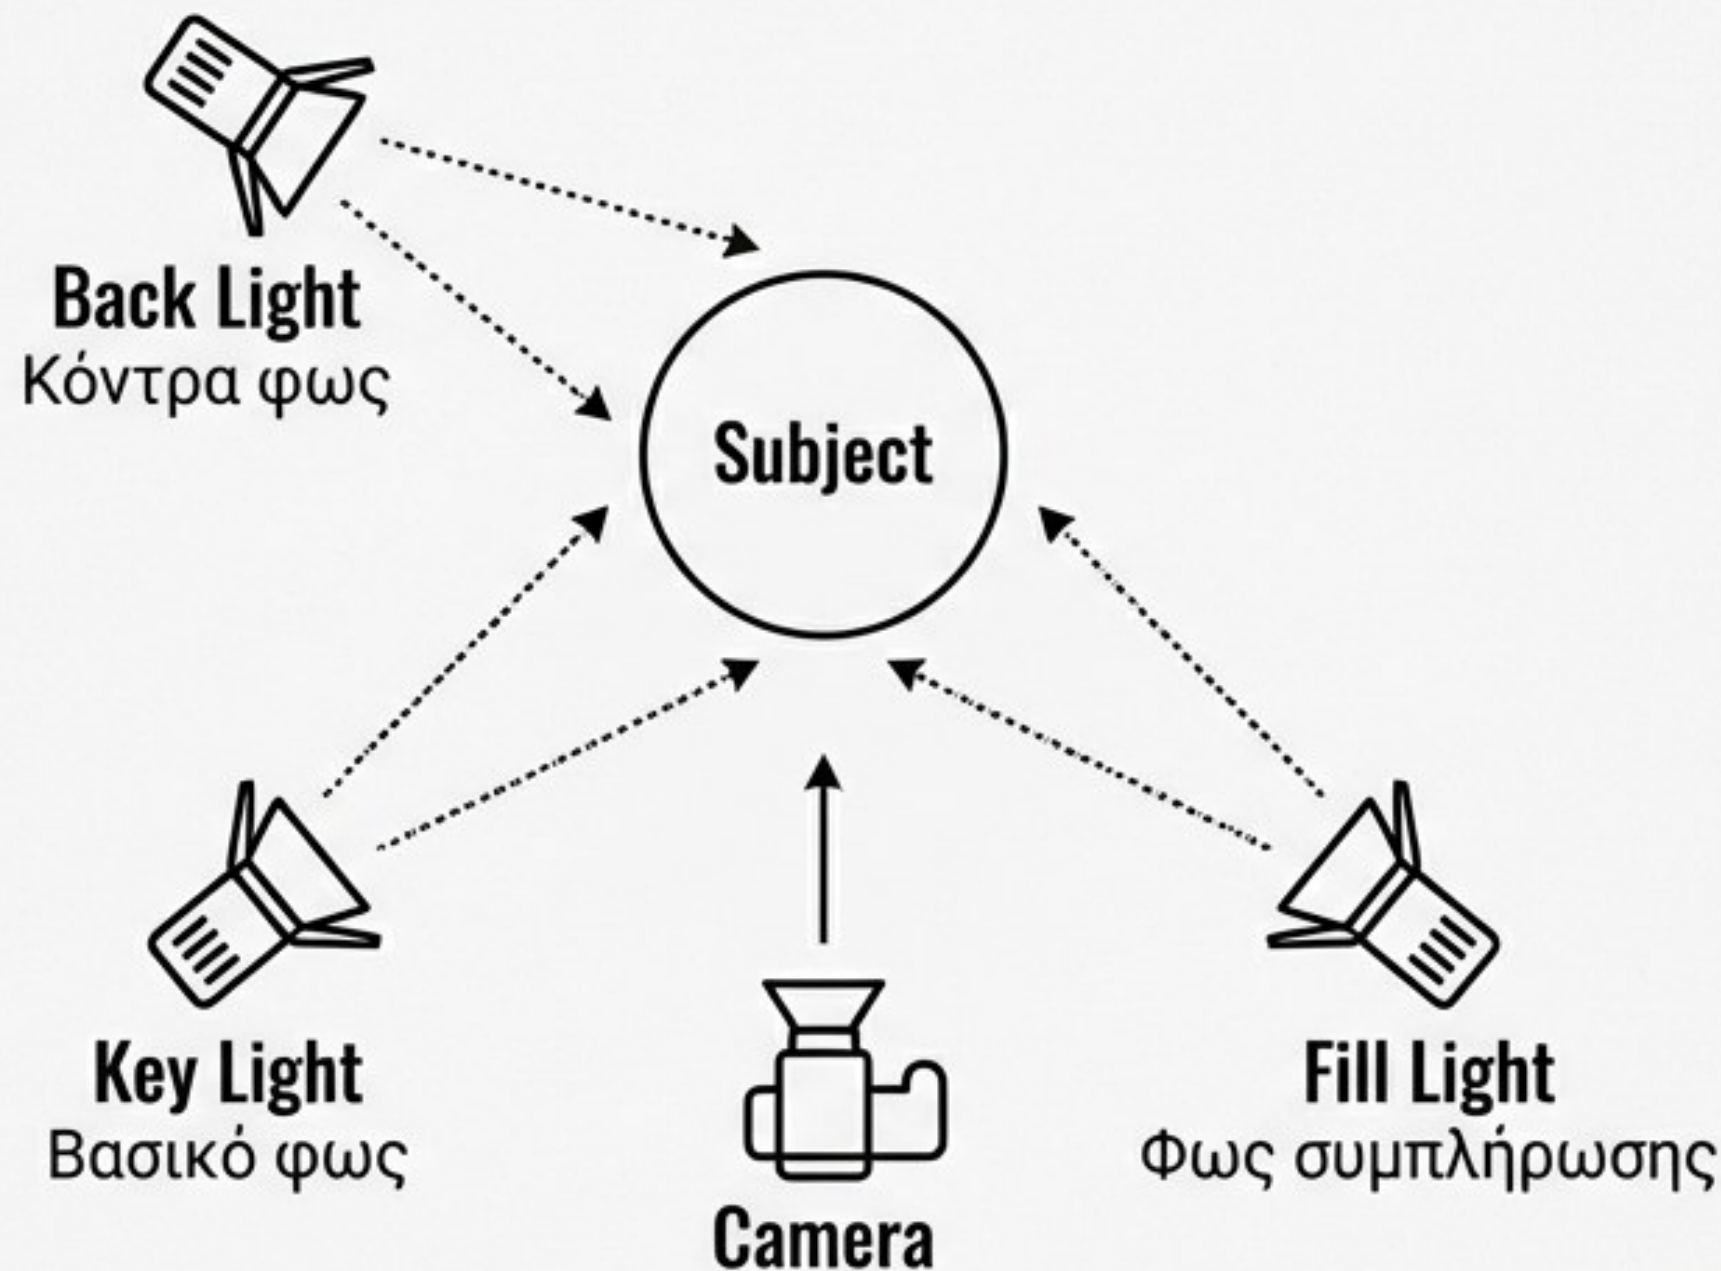 Back Light
Κόντρα φως
Subject
Key Light
Βασικό φως
Fill Light
Φως συμπλήρωσης
Camera